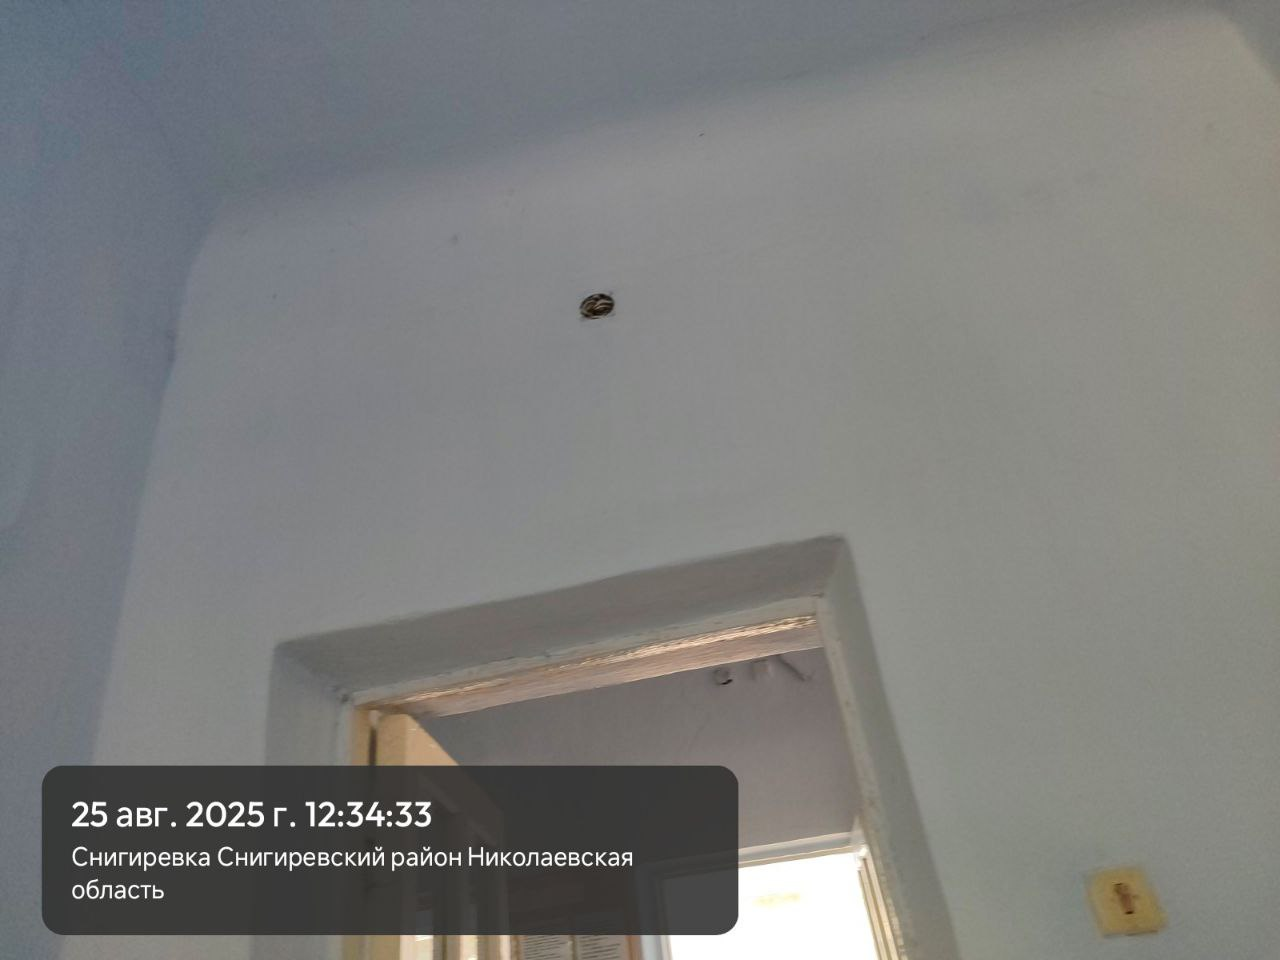 25 авг. 2025 г. 12:34:33
Снигиревка Снигиревский район Николаевская
область